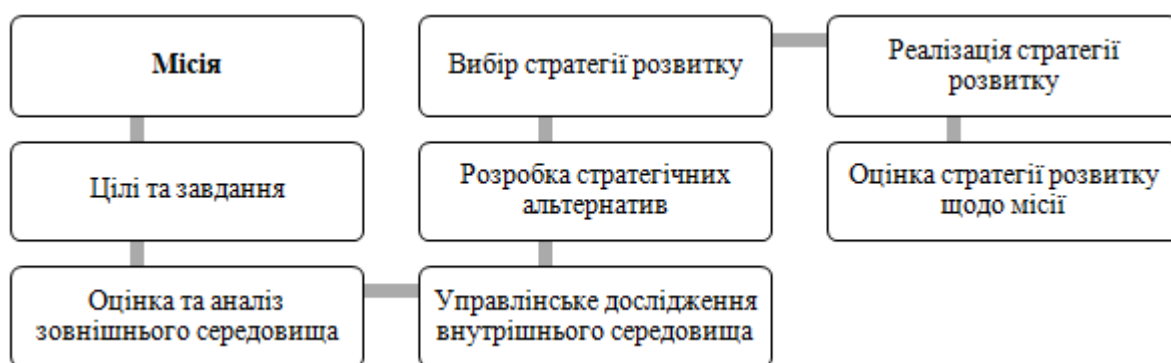 Місія
Цілі та завдання
Оцінка та аналіз
зовнішнього середовища
Управлінське дослідження
внутрішнього середовища
Розробка стратегічних
альтернатив
Вибір стратегії розвитку
Реалізація стратегії
розвитку
Оцінка стратегії розвитку
щодо місії